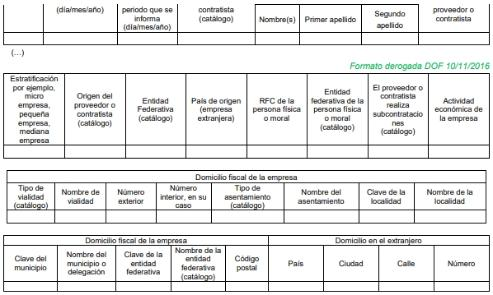 (día/mes/año) periodo que se informa (día/mes/año) contratista (catálogo) Nombre(s) Primer apellido Segundo apellido proveedor o contratista
(...)
Formato derogada DOF 10/11/2016
Estratificación por ejemplo, micro empresa, pequeña empresa, mediana empresa
Origen del proveedor o contratista (catálogo)
Entidad Federativa (catálogo)
País de origen (empresa extranjera)
RFC de la persona física o moral
Entidad federativa de la persona física o moral (catálogo)
El proveedor o contratista realiza subcontratacio nes (catálogo)
Actividad económica de la empresa
Domicilio fiscal de la empresa
Tipo de vialidad (catálogo)
Nombre de vialidad
Número exterior
Número interior, en su caso
Tipo de asentamiento (catálogo)
Nombre del asentamiento
Clave de la localidad
Nombre de la localidad
Domicilio fiscal de la empresa
Domicilio en el extranjero
Clave del municipio
Nombre del municipio o delegación
Clave de la entidad federativa
Nombre de la entidad federativa (catálogo)
Código postal
País
Ciudad
Calle
Número